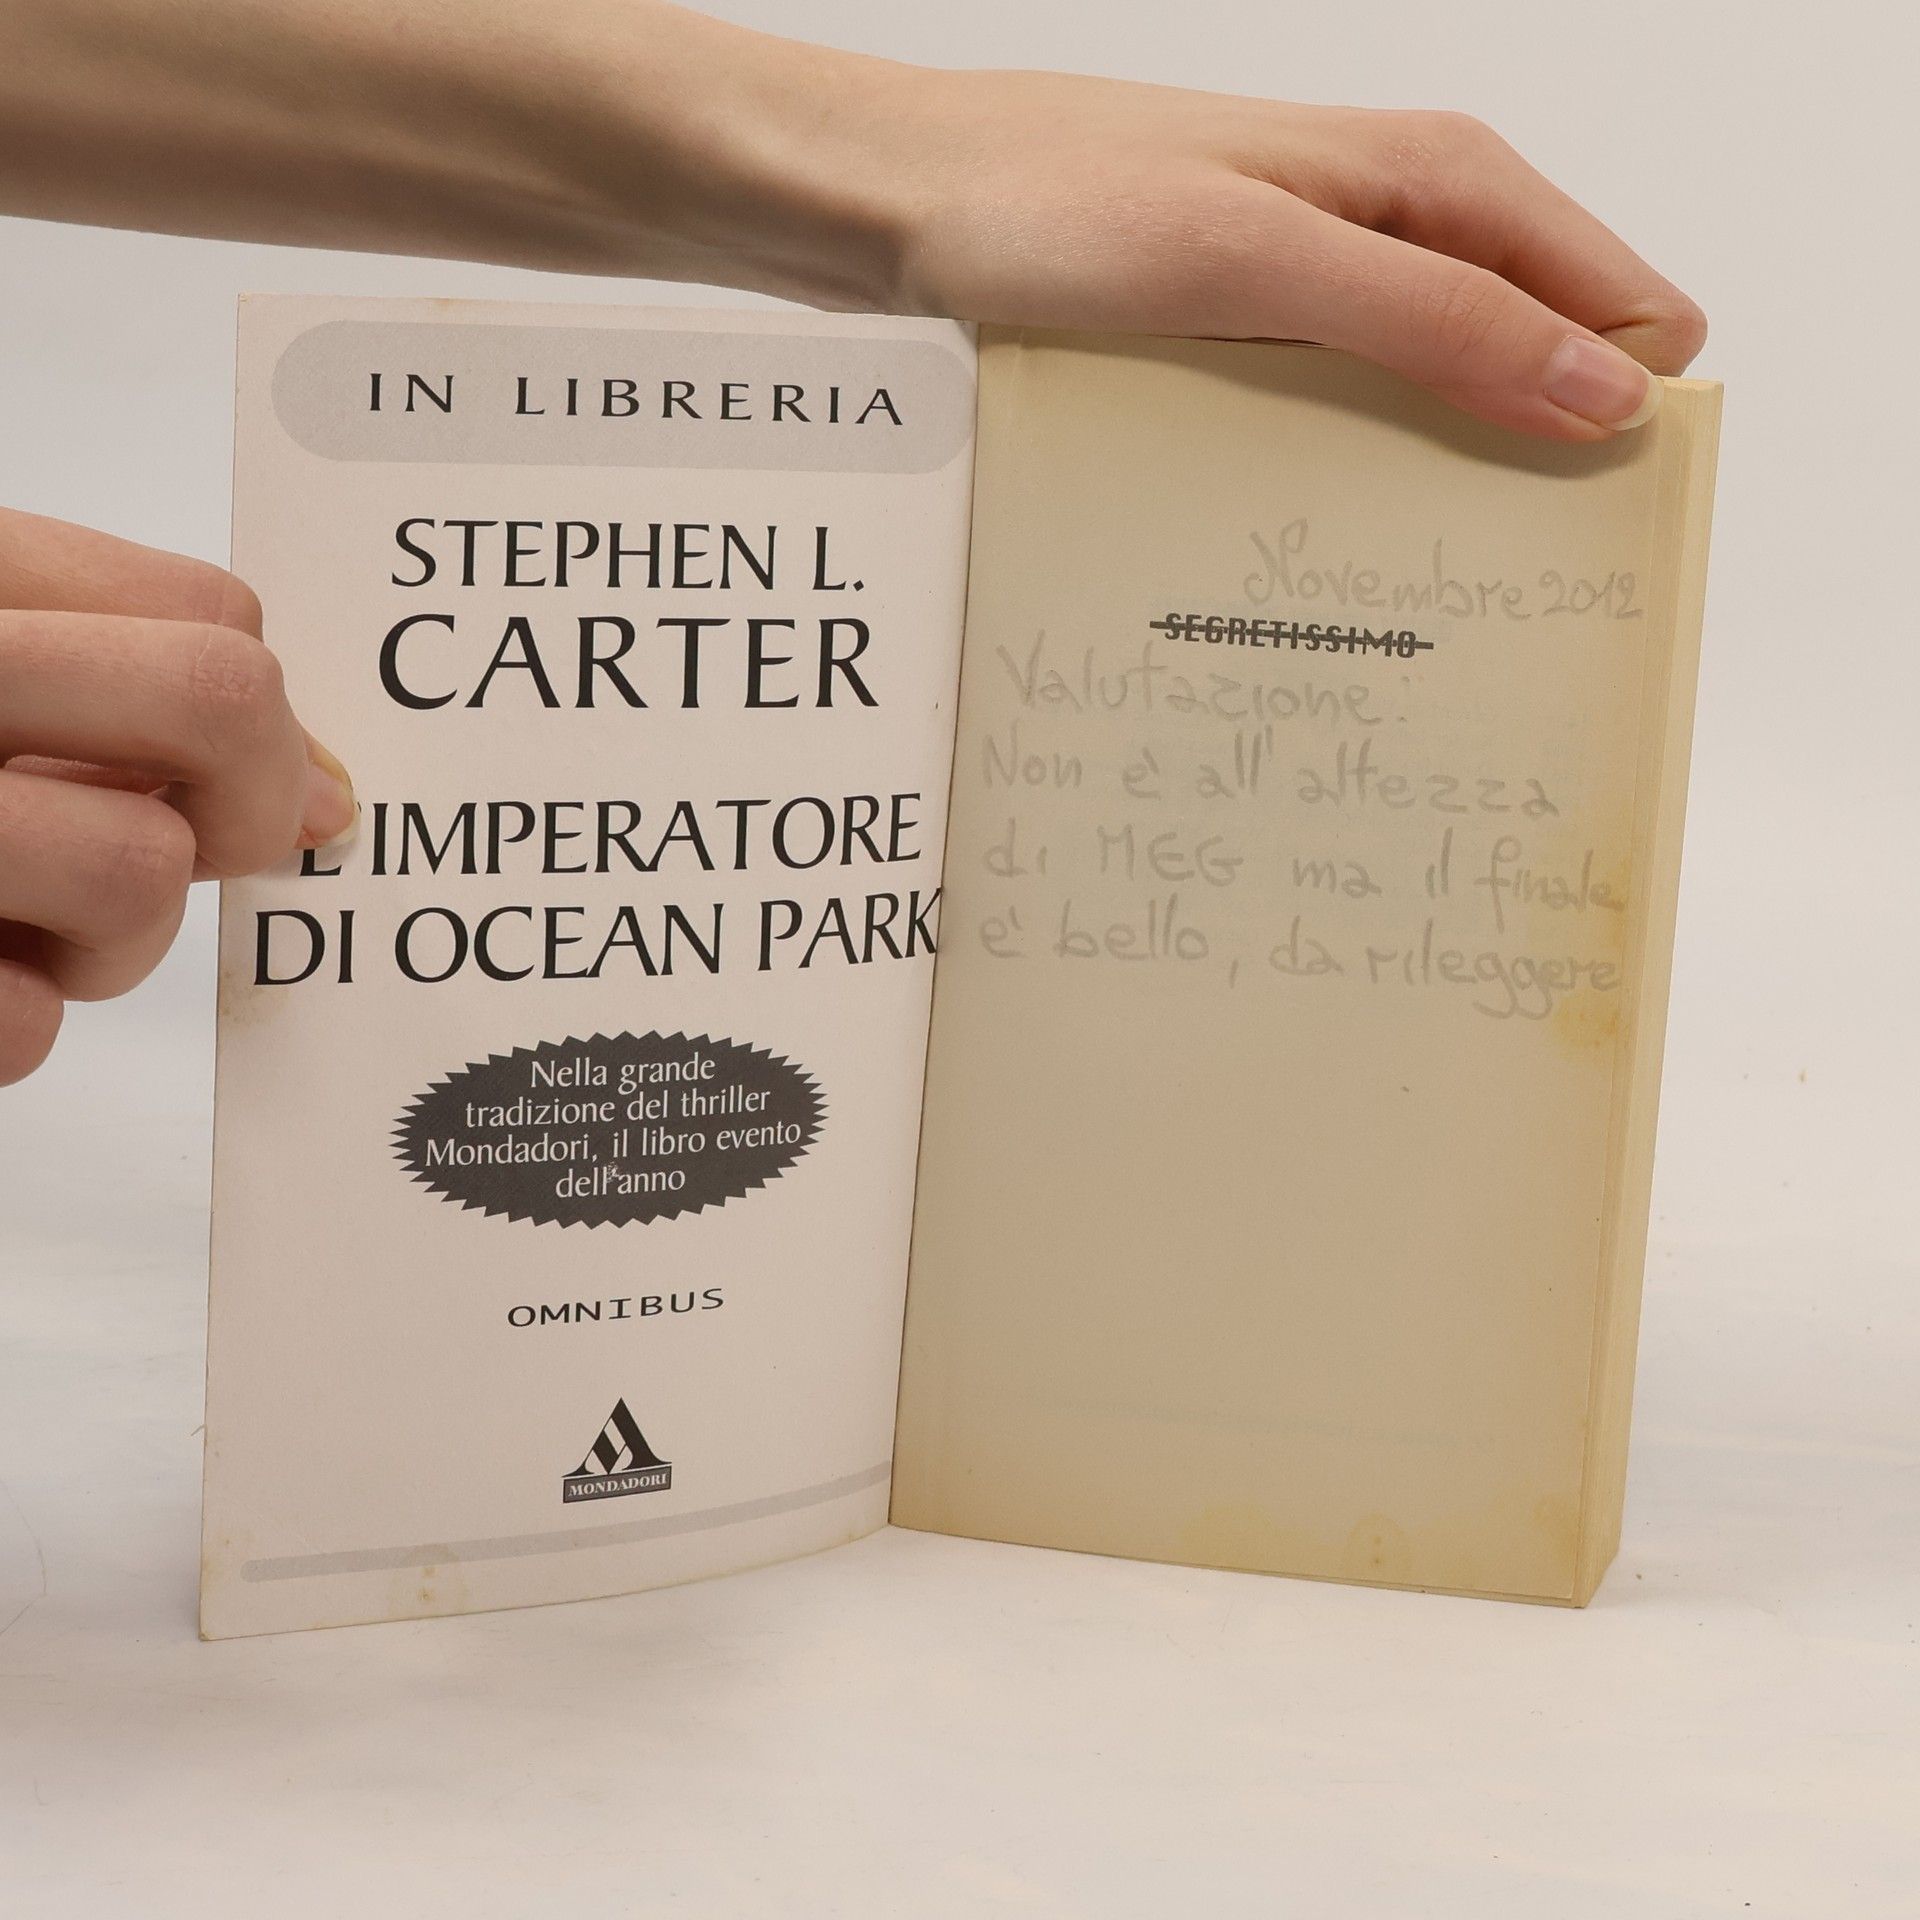 IN LIBRERIA
STEPHEN L.
CARTER
L'IMPERATORE
DI OCEAN PARK
Nella grande
tradizione del thriller
Mondadori, il libro evento
dell'anno
OMNIBUS
MONDADORI
Novembre 2012
SEGRETISSIMO
Valutazione:
Non è all'altezza
di MEG ma il finale
è bello, da rileggere